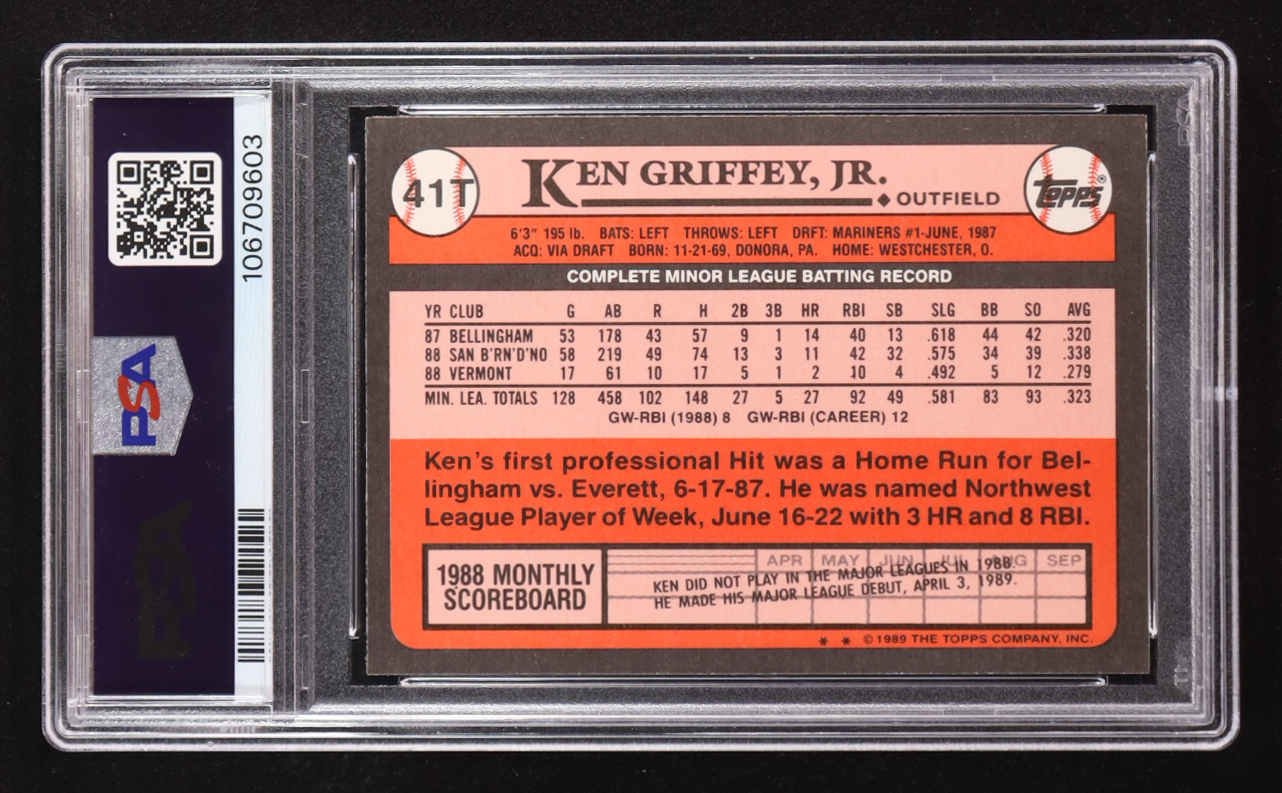 106709603
PSA
PSA
41T
KEN GRIFFEY, JR.
OUTFIELD
Topps®
6'3" 195 lb. BATS: LEFT THROWS: LEFT DRFT: MARINERS #1-JUNE, 1987
ACQ: VIA DRAFT BORN: 11-21-69, DONORA, PA. HOME: WESTCHESTER, O.
COMPLETE MINOR LEAGUE BATTING RECORD
YR CLUB G AB R H 2B 3B HR RBI SB SLG BB SO AVG
87 BELLINGHAM 53 178 43 57 9 1 14 40 13 .618 44 42 .320
88 SAN B'RN'D'NO 58 219 49 74 13 3 11 42 32 .575 34 39 .338
88 VERMONT 17 61 10 17 5 1 2 10 4 .492 5 12 .279
MIN. LEA. TOTALS 128 458 102 148 27 5 27 92 49 .581 83 93 .323
GW-RBI (1988) 8 GW-RBI (CAREER) 12
Ken's first professional Hit was a Home Run for Bel-
lingham vs. Everett, 6-17-87. He was named Northwest
League Player of Week, June 16-22 with 3 HR and 8 RBI.
1988 MONTHLY
SCOREBOARD
APR MAY JUN JUL AUG SEP
KEN DID NOT PLAY IN THE MAJOR LEAGUES IN 1988.
HE MADE HIS MAJOR LEAGUE DEBUT, APRIL 3, 1989.
* * © 1989 THE TOPPS COMPANY, INC.
PSA